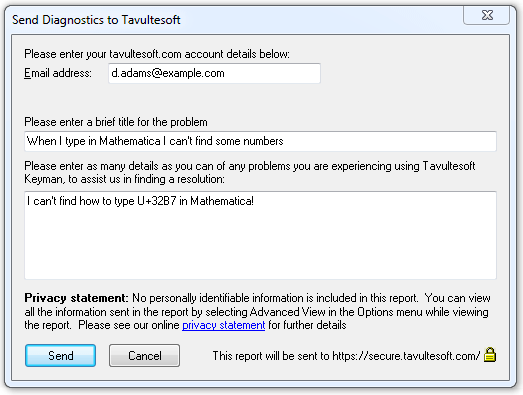 Send Diagnostics to Tavultesoft
Please enter your tavultesoft.com account details below:
Email address: d.adams@example.com
Please enter a brief title for the problem
When I type in Mathematica I can't find some numbers
Please enter as many details as you can of any problems you are experiencing using Tavultesoft
Keyman, to assist us in finding a resolution:
I can't find how to type U+32B7 in Mathematica!
Privacy statement: No personally identifiable information is included in this report. You can view
all the information sent in the report by selecting Advanced View in the Options menu while viewing
the report. Please see our online privacy statement for further details
Send Cancel This report will be sent to https://secure.tavultesoft.com/